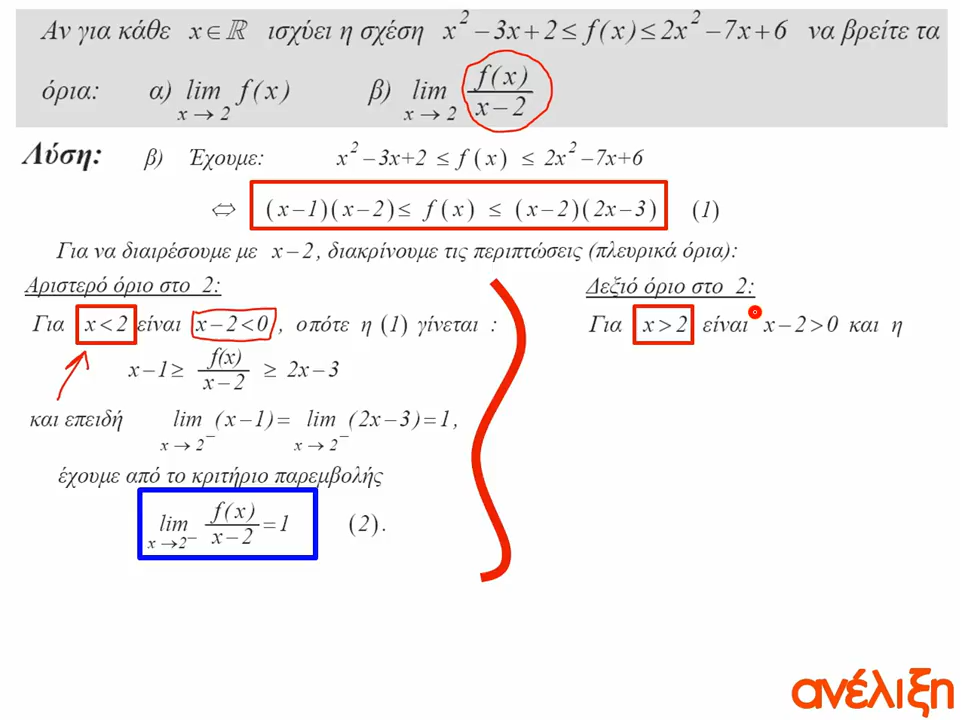 Αν για κάθε x∈ℝ ισχύει η σχέση x²−3x+2≤f(x)≤2x²−7x+6 να βρείτε τα
όρια: α) lim x→2 f(x) β) lim x→2 f(x)/(x−2)
Λύση: β) Έχουμε: x²−3x+2 ≤ f(x) ≤ 2x²−7x+6
⇔ (x−1)(x−2)≤ f(x) ≤ (x−2)(2x−3) (1)
Για να διαιρέσουμε με x−2, διακρίνουμε τις περιπτώσεις (πλευρικά όρια):
Αριστερό όριο στο 2:
Για x<2 είναι x−2<0, οπότε η (1) γίνεται :
x−1≥ f(x)/(x−2) ≥ 2x−3
και επειδή lim x→2⁻ (x−1)= lim x→2⁻ (2x−3)=1,
έχουμε από το κριτήριο παρεμβολής
lim x→2⁻ f(x)/(x−2) =1 (2).
Δεξιό όριο στο 2:
Για x>2 είναι x−2>0 και η
ανέλιξη